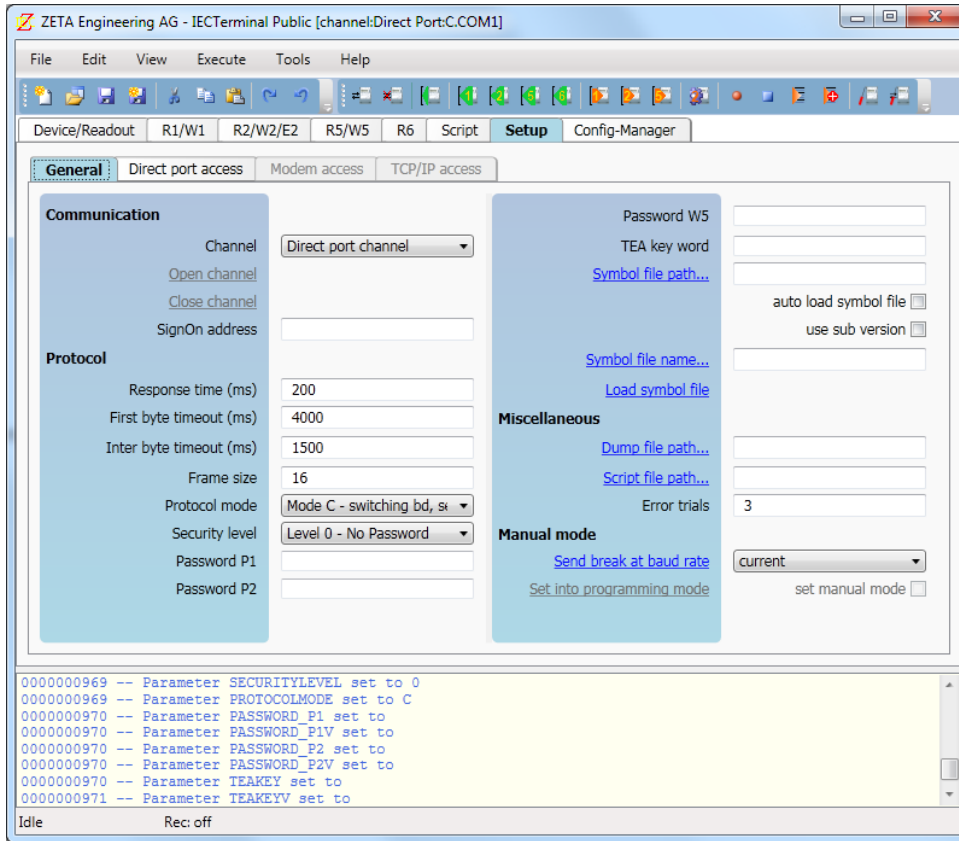 ZETA Engineering AG - IECTerminal Public [channel:Direct Port:C.COM1]
File Edit View Execute Tools Help
Device/Readout R1/W1 R2/W2/E2 R5/W5 R6 Script Setup Config-Manager
General Direct port access Modem access TCP/IP access
Communication
Channel Direct port channel
Open channel
Close channel
SignOn address
Protocol
Response time (ms) 200
First byte timeout (ms) 4000
Inter byte timeout (ms) 1500
Frame size 16
Protocol mode Mode C - switching bd, s
Security level Level 0 - No Password
Password P1
Password P2
Password W5
TEA key word
Symbol file path...
auto load symbol file
use sub version
Symbol file name...
Load symbol file
Miscellaneous
Dump file path...
Script file path...
Error trials 3
Manual mode
Send break at baud rate current
Set into programming mode set manual mode
0000000969 -- Parameter SECURITYLEVEL set to 0
0000000969 -- Parameter PROTOCOLMODE set to C
0000000970 -- Parameter PASSWORD_P1 set to
0000000970 -- Parameter PASSWORD_P1V set to
0000000970 -- Parameter PASSWORD_P2 set to
0000000970 -- Parameter PASSWORD_P2V set to
0000000970 -- Parameter TEAKEY set to
0000000971 -- Parameter TEAKEYV set to
Idle Rec: off